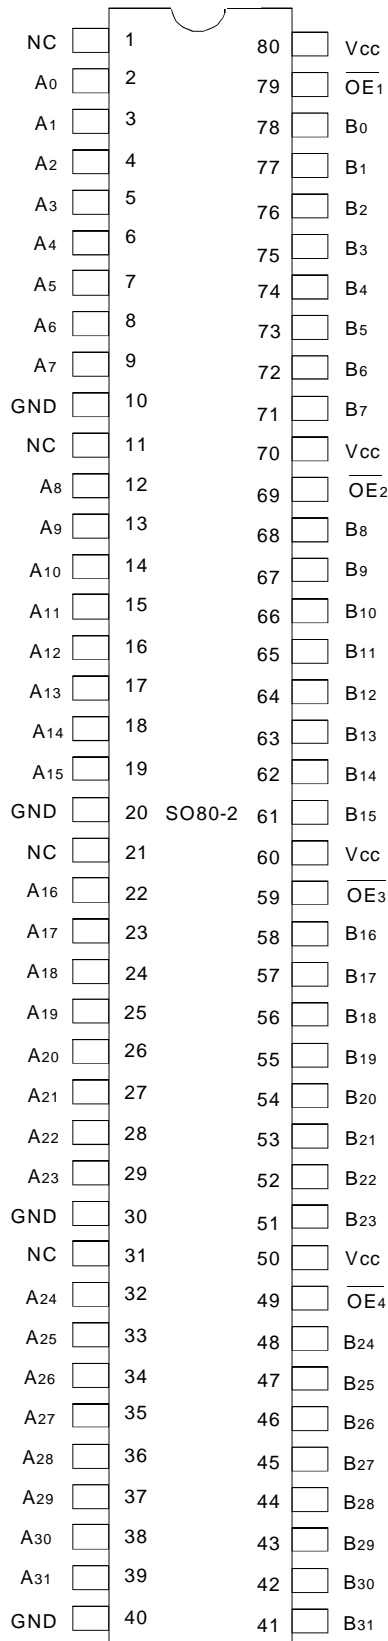 NC 1 80 Vcc
A0 2 79 OE1
A1 3 78 B0
A2 4 77 B1
A3 5 76 B2
A4 6 75 B3
A5 7 74 B4
A6 8 73 B5
A7 9 72 B6
GND 10 71 B7
NC 11 70 Vcc
A8 12 69 OE2
A9 13 68 B8
A10 14 67 B9
A11 15 66 B10
A12 16 65 B11
A13 17 64 B12
A14 18 63 B13
A15 19 62 B14
GND 20 SO80-2 61 B15
NC 21 60 Vcc
A16 22 59 OE3
A17 23 58 B16
A18 24 57 B17
A19 25 56 B18
A20 26 55 B19
A21 27 54 B20
A22 28 53 B21
A23 29 52 B22
GND 30 51 B23
NC 31 50 Vcc
A24 32 49 OE4
A25 33 48 B24
A26 34 47 B25
A27 35 46 B26
A28 36 45 B27
A29 37 44 B28
A30 38 43 B29
A31 39 42 B30
GND 40 41 B31